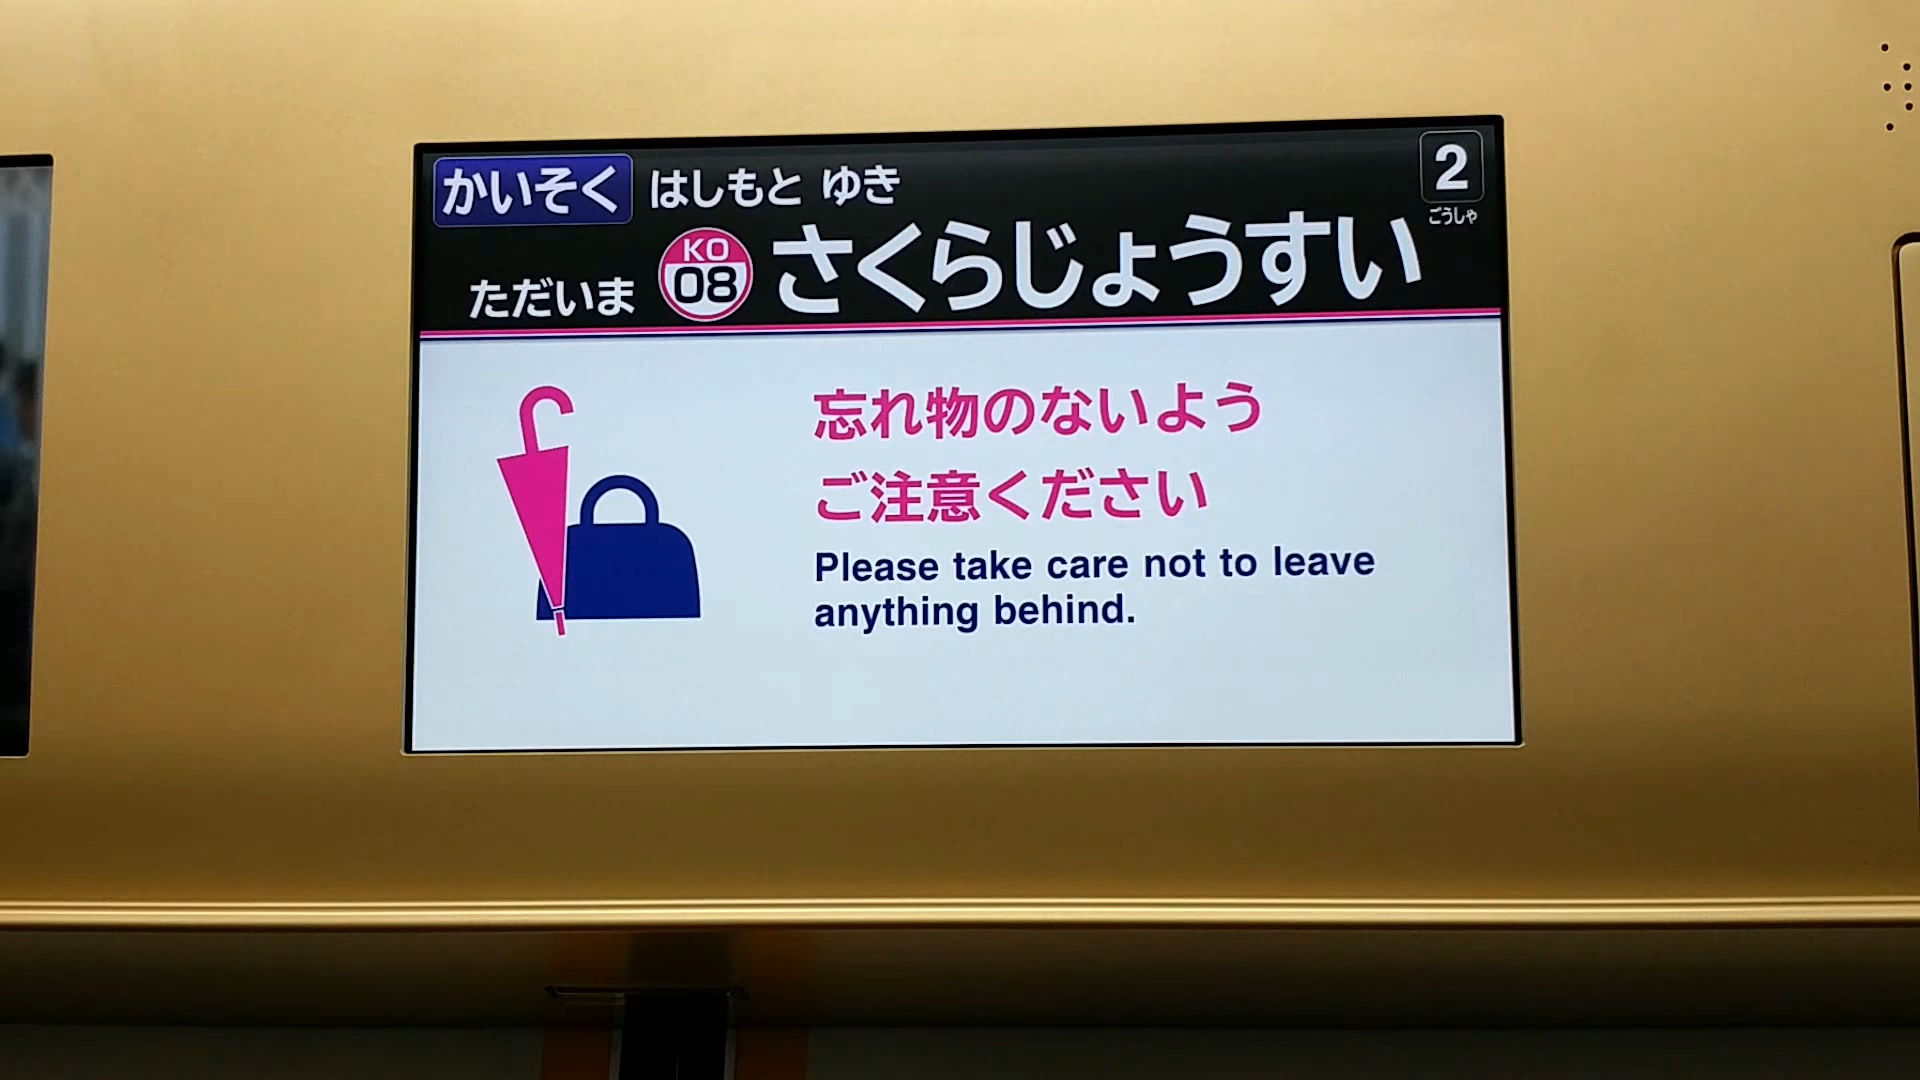 かいそく はしもと ゆき
2
ごうしゃ
ただいま KO 08 さくらじょうすい
忘れ物のないよう
ご注意ください
Please take care not to leave
anything behind.